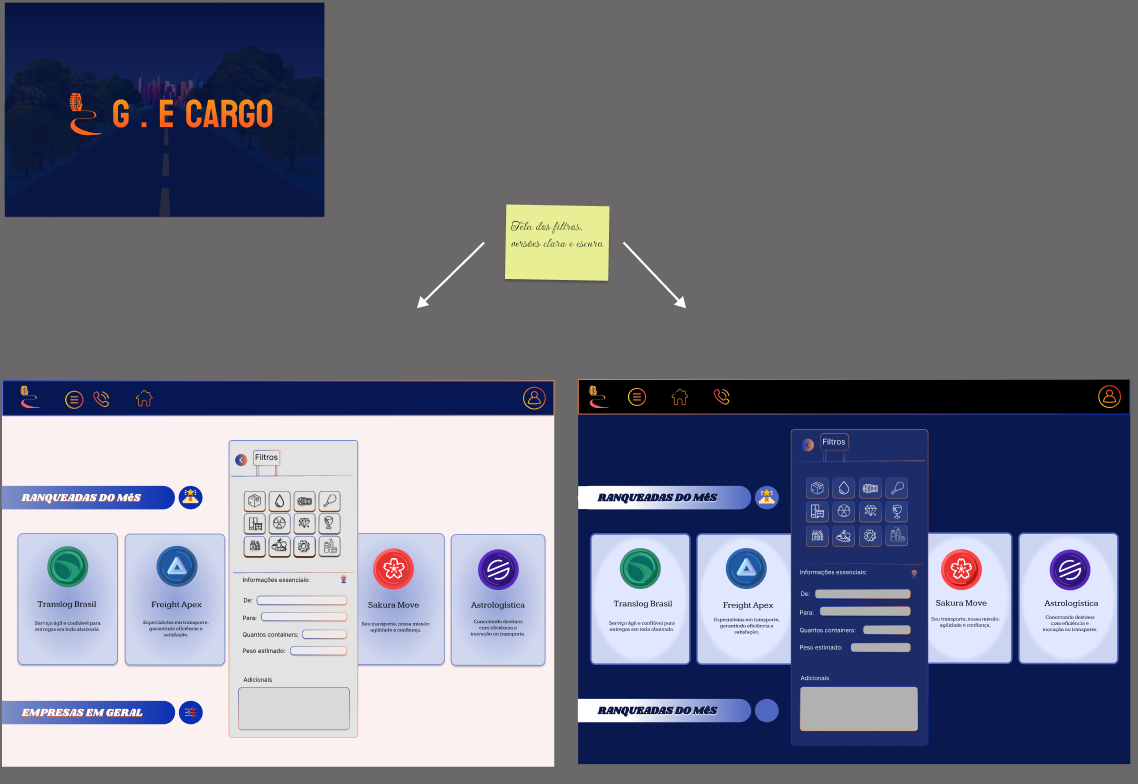 G . E CARGO
Tela dos filtros,
versões clara e escura
Filtros
RANQUEADAS DO MêS
Translog Brasil
Serviço ágil e confiável para
entregas em toda abaixada.
Freight Apex
Especialistas em transporte,
garantindo eficiência e
satisfação.
Informações essenciais:
De:
Para:
Quantos containers:
Peso estimado:
Adicionais
Sakura Move
Seu transporte, nossa missão:
agilidade e confiança.
Astrologística
Conectando destinos
com eficiência e
inovação no transporte.
EMPRESAS EM GERAL
Filtros
RANQUEADAS DO MêS
Translog Brasil
Serviço ágil e confiável para
entregas em toda abaixada.
Freight Apex
Especialistas em transporte,
garantindo eficiência e
satisfação.
Informações essenciais:
De:
Para:
Quantos containers:
Peso estimado:
Adicionais
Sakura Move
Seu transporte, nossa missão:
agilidade e confiança.
Astrologística
Conectando destinos
com eficiência e
inovação no transporte.
RANQUEADAS DO MêS